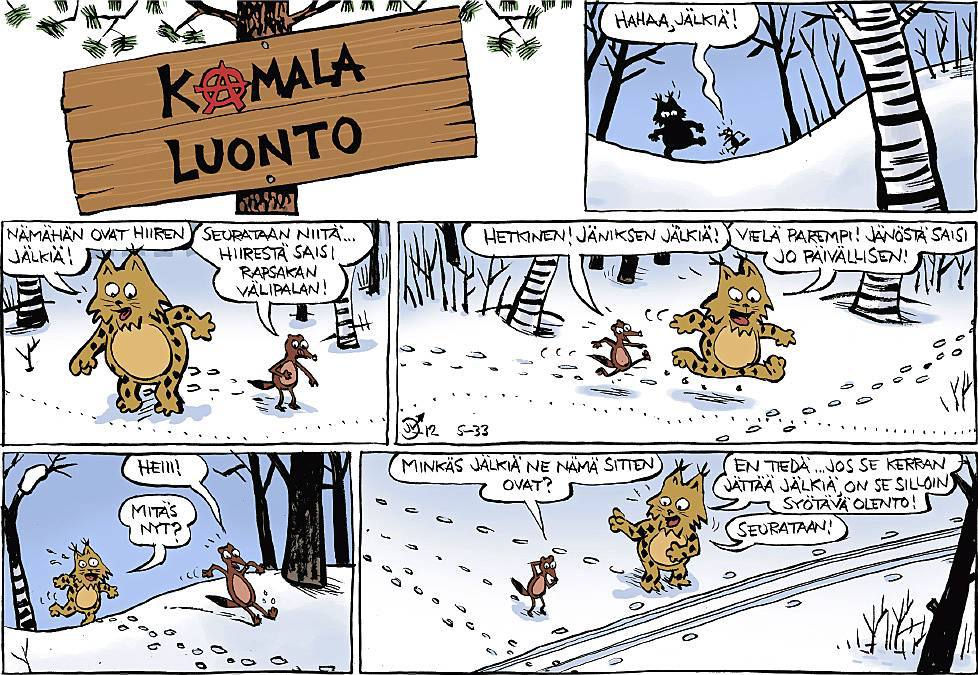 KAMALA
LUONTO
HAHAA, JÄLKIÄ!
NÄMÄHÄN OVAT HIIREN
JÄLKIÄ!
SEURATAAN NIITÄ...
HIIRESTÄ SAISI
RAPSAKAN
VÄLIPALAN!
HETKINEN! JÄNIKSEN JÄLKIÄ!
VIELÄ PAREMPI! JÄNÖSTÄ SAISI
JO PÄIVÄLLISEN!
12 5-33
HEIII!
MITÄS
NYT?
MINKÄS JÄLKIÄ NE NÄMÄ SITTEN
OVAT?
EN TIEDÄ... JOS SE KERRAN
JÄTTÄÄ JÄLKIÄ, ON SE SILLOIN
SYÖTÄVÄ OLENTO!
SEURATAAN!